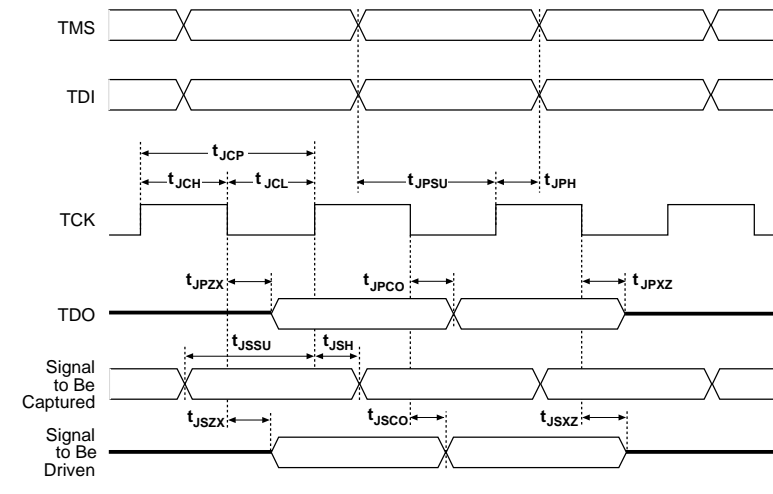 TMS
TDI
tJCP
tJCH tJCL tJPSU tJPH
TCK
tJPZX tJPCO tJPXZ
TDO
tJSSU tJSH
Signal
to Be
Captured
tJSZX tJSCO tJSXZ
Signal
to Be
Driven